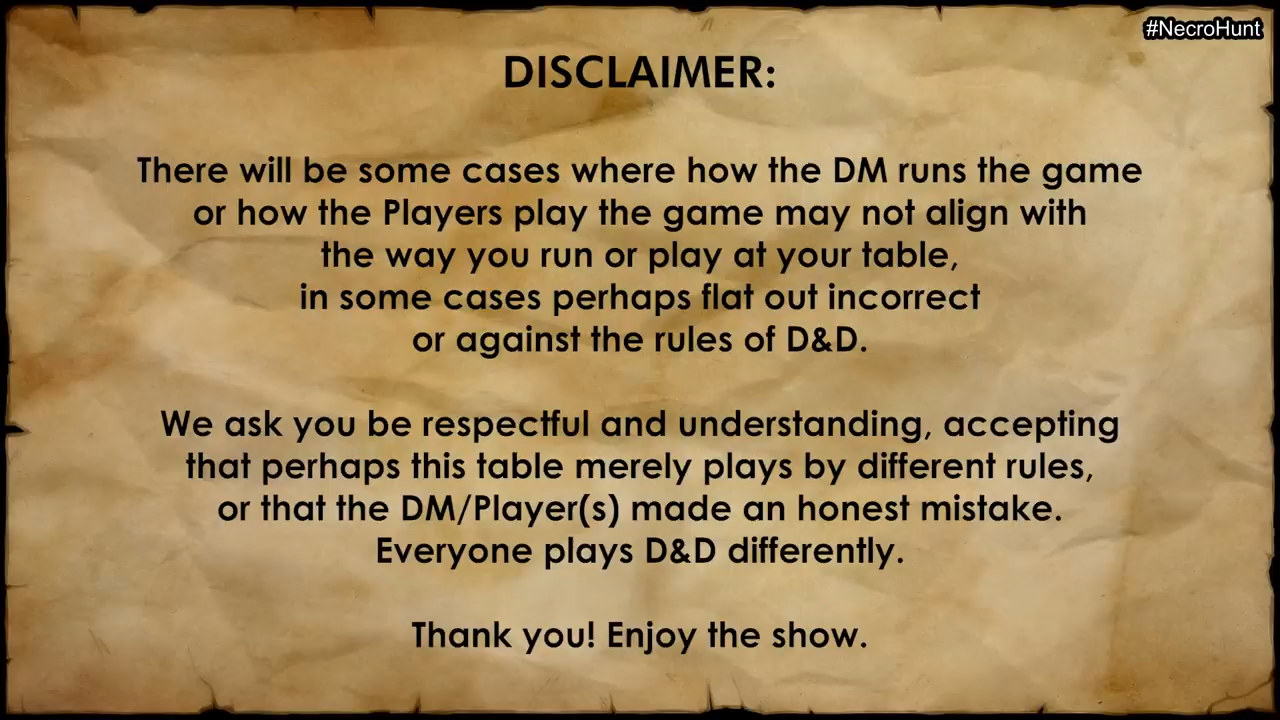 #NecroHunt
DISCLAIMER:
There will be some cases where how the DM runs the game
or how the Players play the game may not align with
the way you run or play at your table,
in some cases perhaps flat out incorrect
or against the rules of D&D.
We ask you be respectful and understanding, accepting
that perhaps this table merely plays by different rules,
or that the DM/Player(s) made an honest mistake.
Everyone plays D&D differently.
Thank you! Enjoy the show.